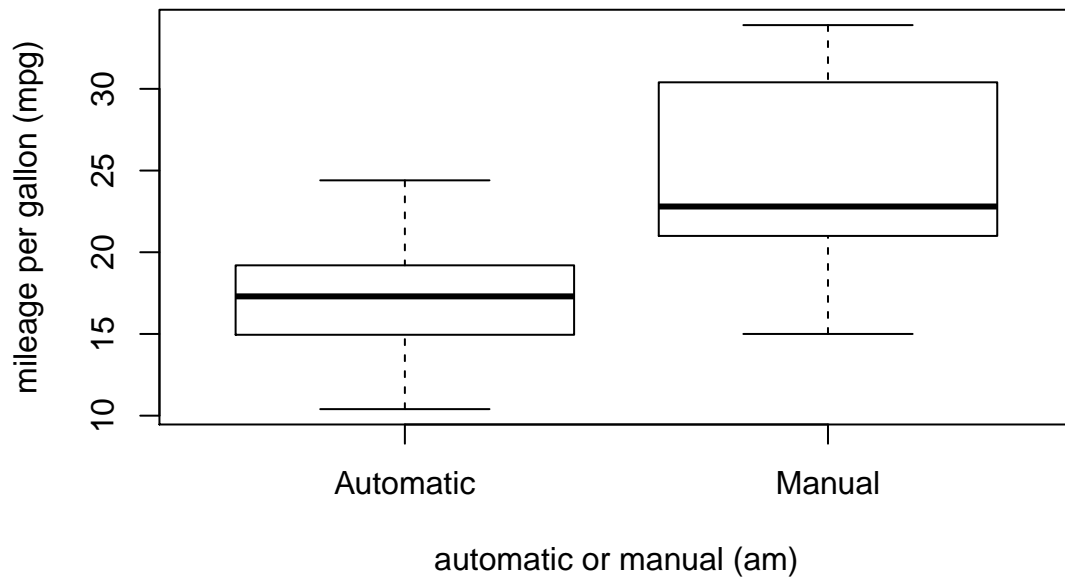 mileage per gallon (mpg)
30
25
20
15
10
Automatic
Manual
automatic or manual (am)